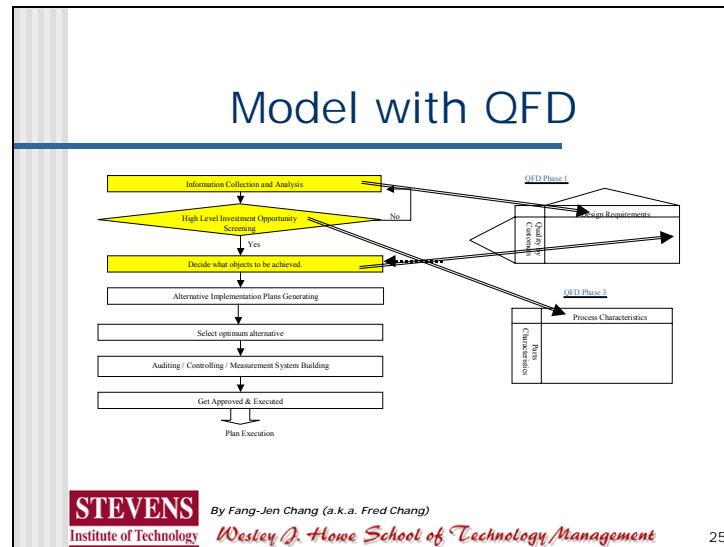 Model with QFD
Information Collection and Analysis
No
High Level Investment Opportunity
Screening
Yes
Decide what objects to be achieved.
Alternative Implementation Plans Generating
Select optimum alternative
Auditing / Controlling / Measurement System Building
Get Approved & Executed
Plan Execution
QFD Phase 1
Design Requirements
Quality by
Customers
QFD Phase 3
Process Characteristics
Parts
Characteristics
STEVENS
Institute of Technology
By Fang-Jen Chang (a.k.a. Fred Chang)
Wesley J. Howe School of Technology Management
25